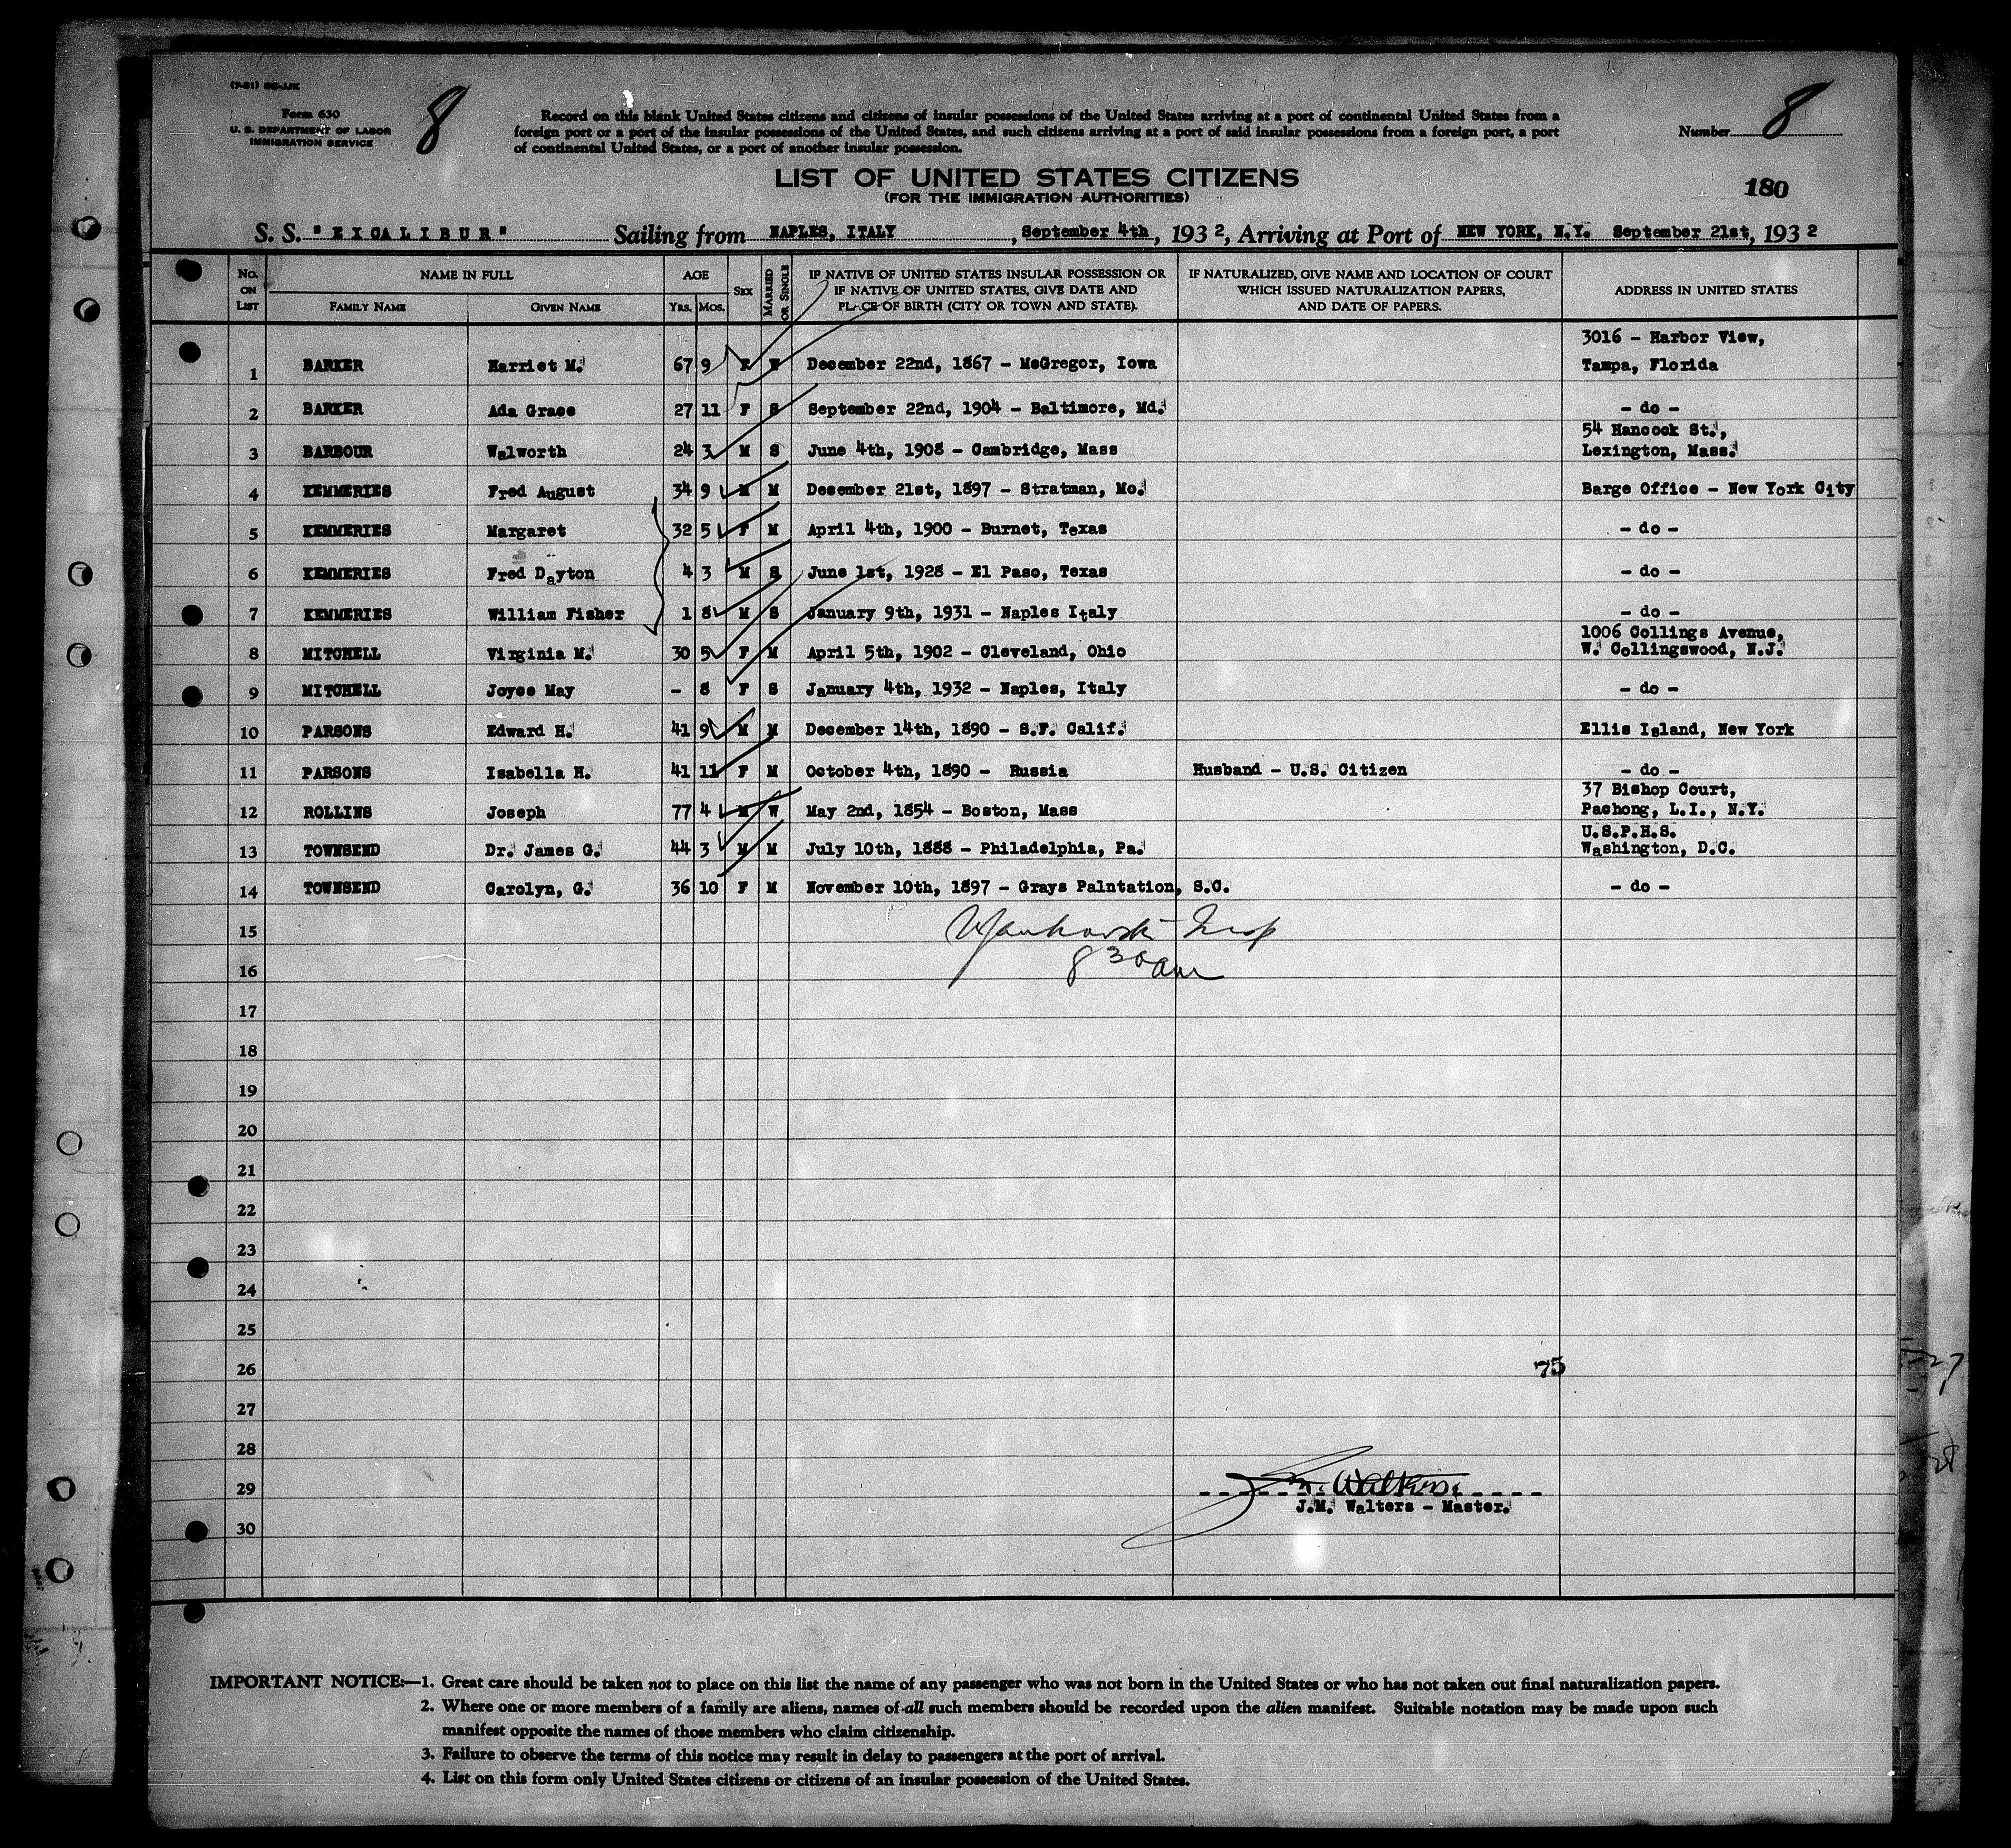 (7-31) GC-JJK
Form 630
U. S. DEPARTMENT OF LABOR
IMMIGRATION SERVICE
8
Record on this blank United States citizens and citizens of insular possessions of the United States arriving at a port of continental United States from a
foreign port or a port of the insular possessions of the United States, and such citizens arriving at a port of said insular possessions from a foreign port, a port
of continental United States, or a port of another insular possession.
Number 8
LIST OF UNITED STATES CITIZENS
(FOR THE IMMIGRATION AUTHORITIES)
180
S. S. "EXCALIBUR" Sailing from NAPLES, ITALY, September 4th, 1932, Arriving at Port of NEW YORK, N.Y. September 21st, 1932
No. ON LIST NAME IN FULL AGE SEX MARRIED OR SINGLE IF NATIVE OF UNITED STATES INSULAR POSSESSION OR IF NATIVE OF UNITED STATES, GIVE DATE AND PLACE OF BIRTH (CITY OR TOWN AND STATE). IF NATURALIZED, GIVE NAME AND LOCATION OF COURT WHICH ISSUED NATURALIZATION PAPERS, AND DATE OF PAPERS. ADDRESS IN UNITED STATES
FAMILY NAME GIVEN NAME YRS. MOS.
3016 - Harbor View,
1 BARKER Harriet M. 67 9 F W December 22nd, 1867 - McGregor, Iowa Tampa, Florida
2 BARKER Ada Grace 27 11 F S September 22nd, 1904 - Baltimore, Md. - do -
54 Hancock St.,
3 BARBOUR Walworth 24 3 M S June 4th, 1908 - Cambridge, Mass Lexington, Mass.
4 KEMMERIES Fred August 34 9 M M December 21st, 1897 - Stratman, Mo. Barge Office - New York City
5 KEMMERIES Margaret 32 5 F M April 4th, 1900 - Burnet, Texas - do -
6 KEMMERIES Fred Dayton 4 3 M S June 1st, 1928 - El Paso, Texas - do -
7 KEMMERIES William Fisher 1 8 M S January 9th, 1931 - Naples Italy - do -
1006 Collings Avenue,
8 MITCHELL Virginia M. 30 5 F M April 5th, 1902 - Cleveland, Ohio W. Collingswood, N.J.
9 MITCHELL Joyce May - 8 F S January 4th, 1932 - Naples, Italy - do -
10 PARSONS Edward H. 41 9 M M December 14th, 1890 - S.F. Calif. Ellis Island, New York
11 PARSONS Isabella H. 41 11 F M October 4th, 1890 - Russia Husband - U.S. Citizen - do -
37 Bishop Court,
12 ROLLINS Joseph 77 4 M W May 2nd, 1854 - Boston, Mass Pachong, L.I., N.Y.
U.S.P.H.S.
13 TOWNSEND Dr. James G. 44 3 M M July 10th, 1888 - Philadelphia, Pa. Washington, D.C.
14 TOWNSEND Carolyn, G. 36 10 F M November 10th, 1897 - Grays Palntation, S.C. - do -
15 Insp
16 8 30 am
17
18
19
20
21
22
23
24
25
26 75
27
28
29 J.M. Walters
J.M. Walters - Master.
30
IMPORTANT NOTICE:—1. Great care should be taken not to place on this list the name of any passenger who was not born in the United States or who has not taken out final naturalization papers.
2. Where one or more members of a family are aliens, names of all such members should be recorded upon the alien manifest. Suitable notation may be made upon such
manifest opposite the names of those members who claim citizenship.
3. Failure to observe the terms of this notice may result in delay to passengers at the port of arrival.
4. List on this form only United States citizens or citizens of an insular possession of the United States.